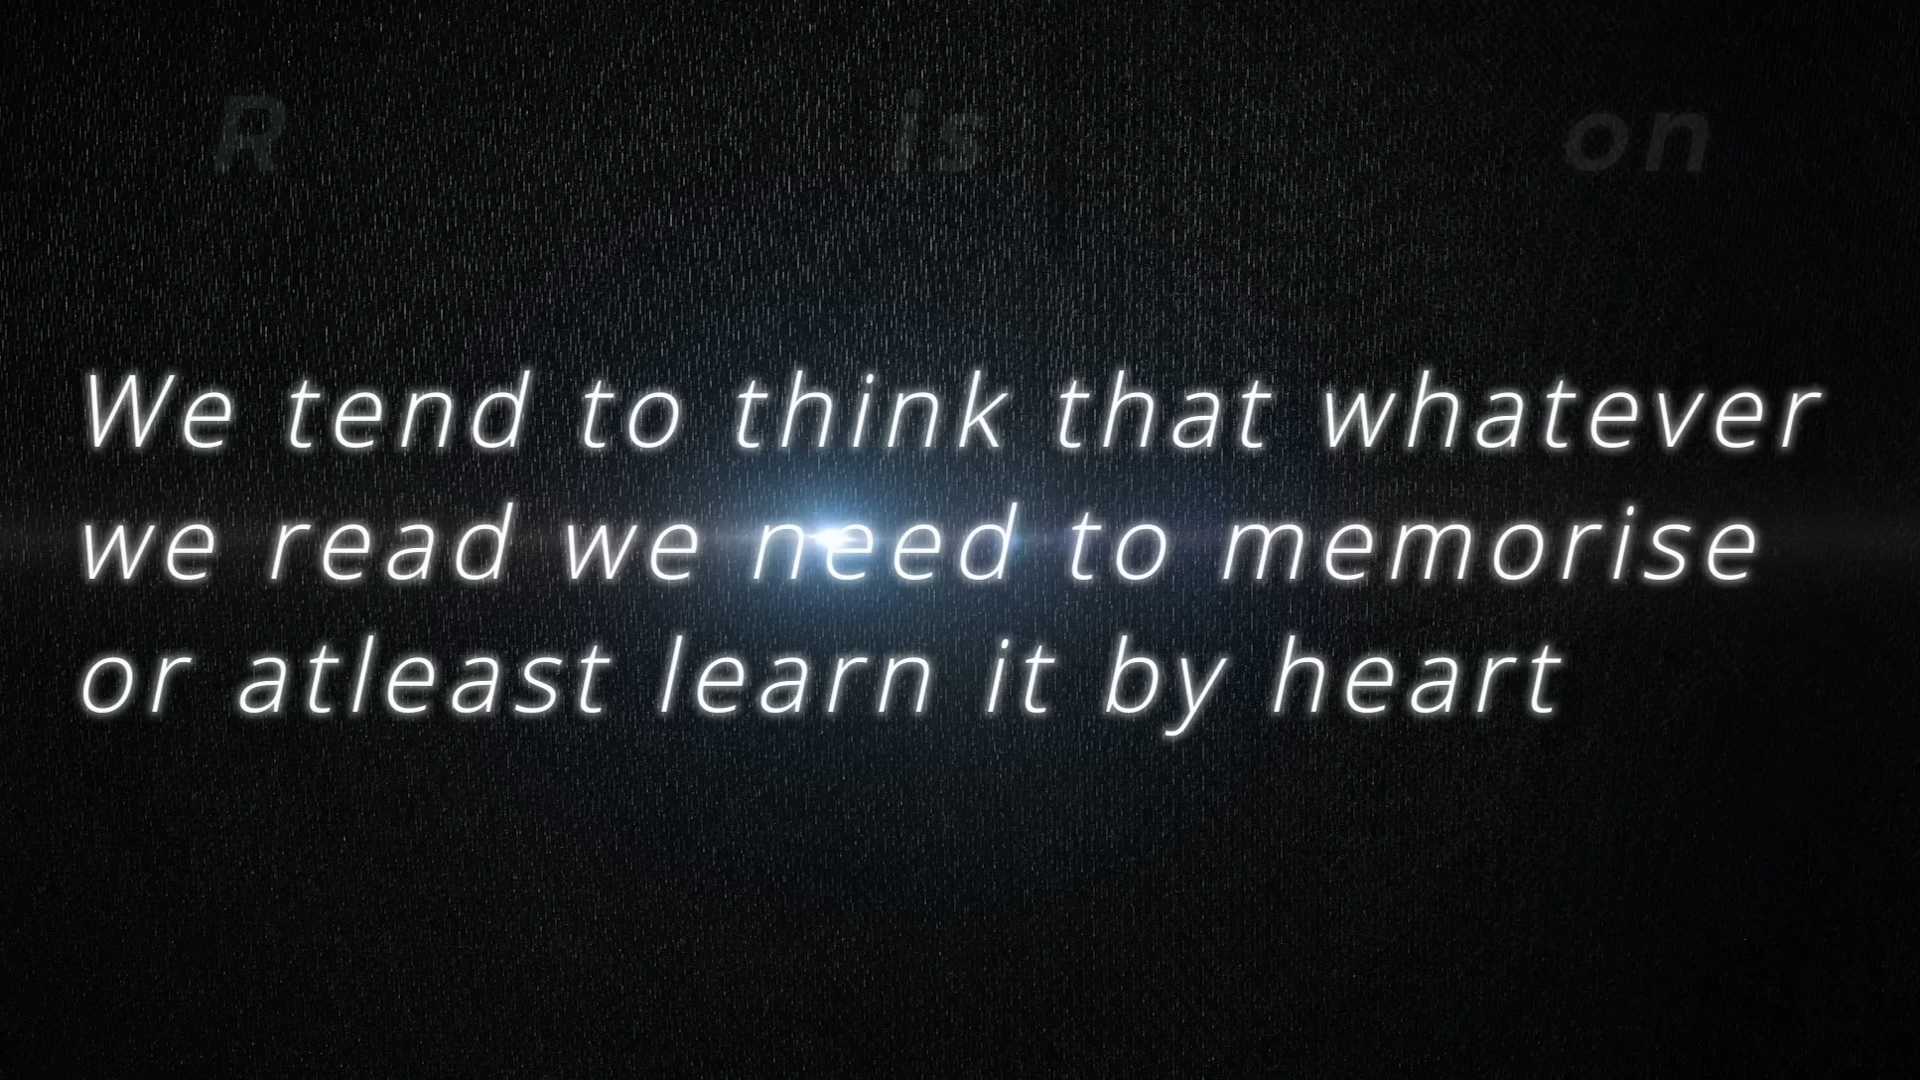 R is on
We tend to think that whatever
we read we need to memorise
or atleast learn it by heart